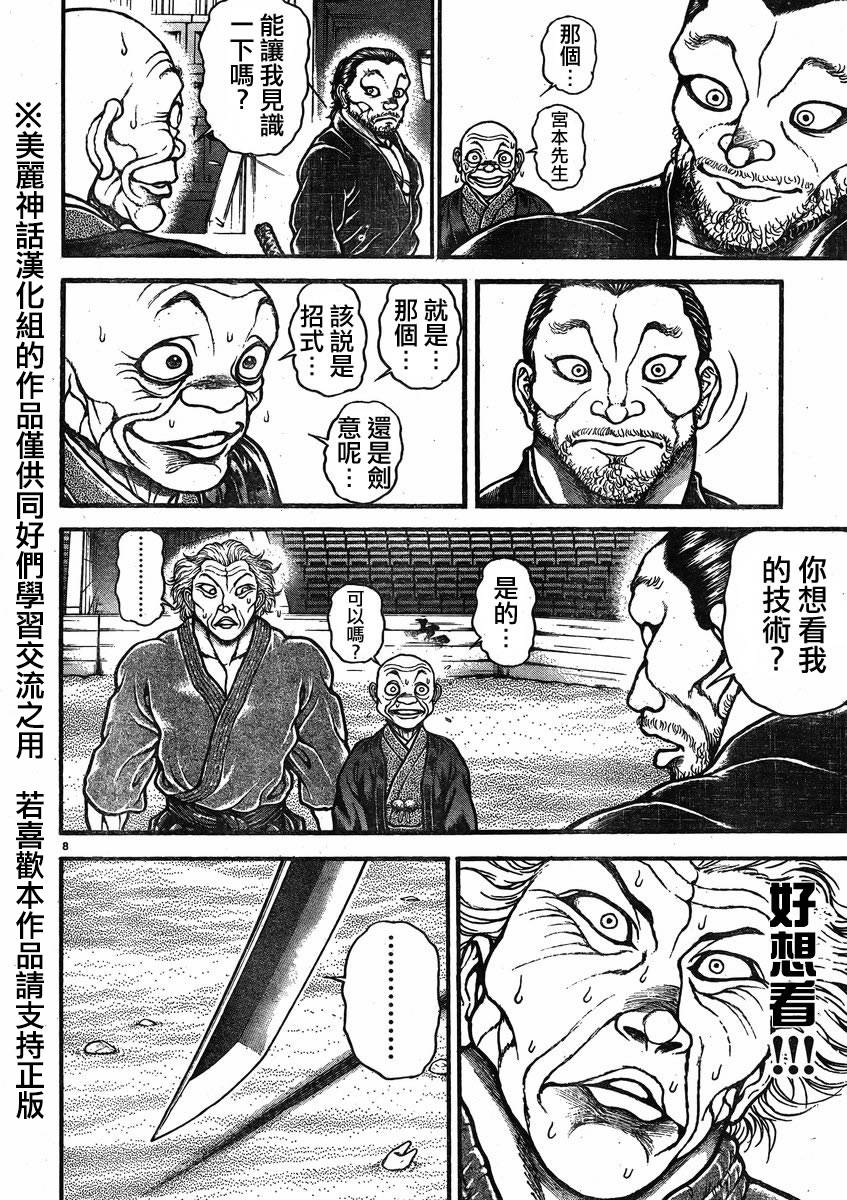 那個…
宮本先生
能讓我見識
一下嗎？
就是…
那個…
該說是
招式…
還是劍
意呢…
你想看我
的技術？
是的…
可以嗎？
………
好想看!!!
………
8
※美麗神話漢化組的作品僅供同好們學習交流之用　若喜歡本作品請支持正版